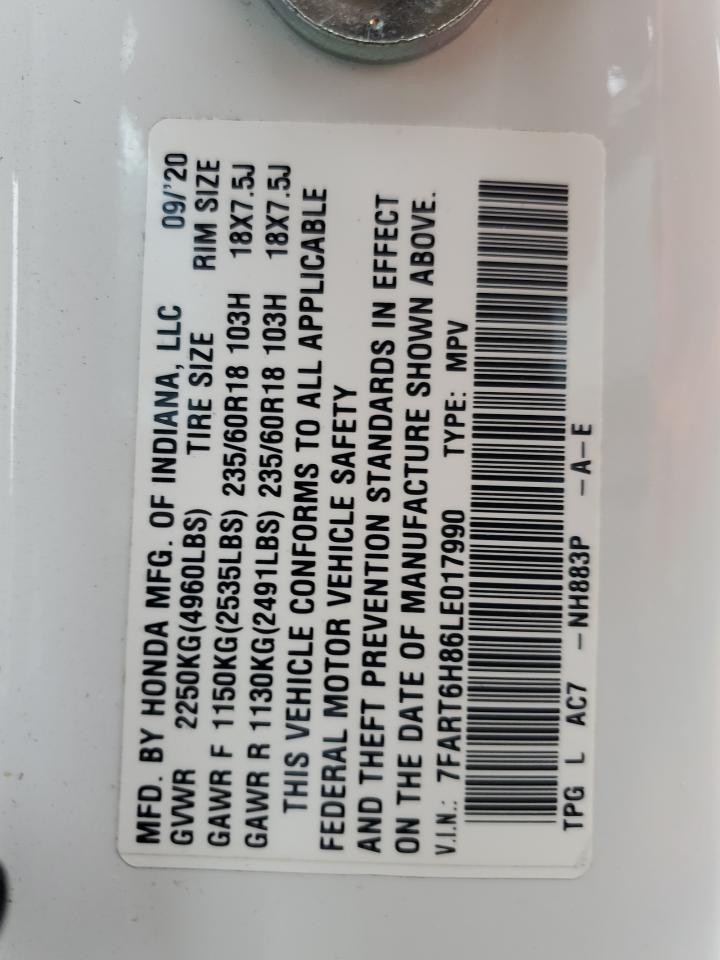 MFD. BY HONDA MFG. OF INDIANA, LLC 09/'20
GVWR 2250KG(4960LBS) TIRE SIZE RIM SIZE
GAWR F 1150KG(2535LBS) 235/60R18 103H 18X7.5J
GAWR R 1130KG(2491LBS) 235/60R18 103H 18X7.5J
THIS VEHICLE CONFORMS TO ALL APPLICABLE
FEDERAL MOTOR VEHICLE SAFETY
AND THEFT PREVENTION STANDARDS IN EFFECT
ON THE DATE OF MANUFACTURE SHOWN ABOVE.
V.I.N.: 7FART6H86LE017990 TYPE: MPV
TPG L AC7 -NH883P -A-E